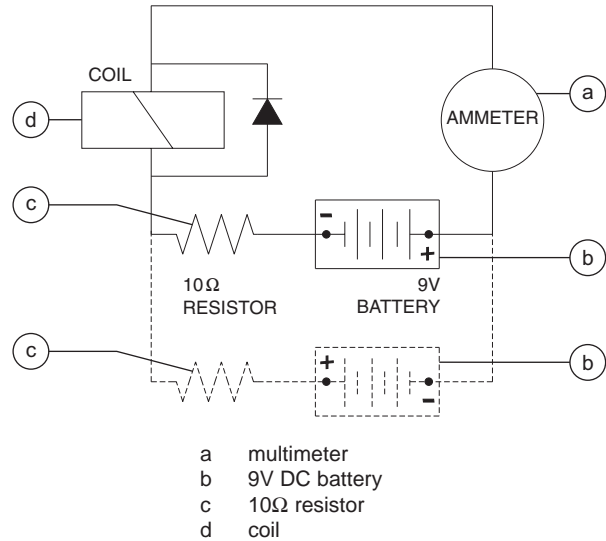 COIL
d
AMMETER
a
c
- +
10Ω
RESISTOR
9V
BATTERY
b
c
+ -
b
a multimeter
b 9V DC battery
c 10Ω resistor
d coil